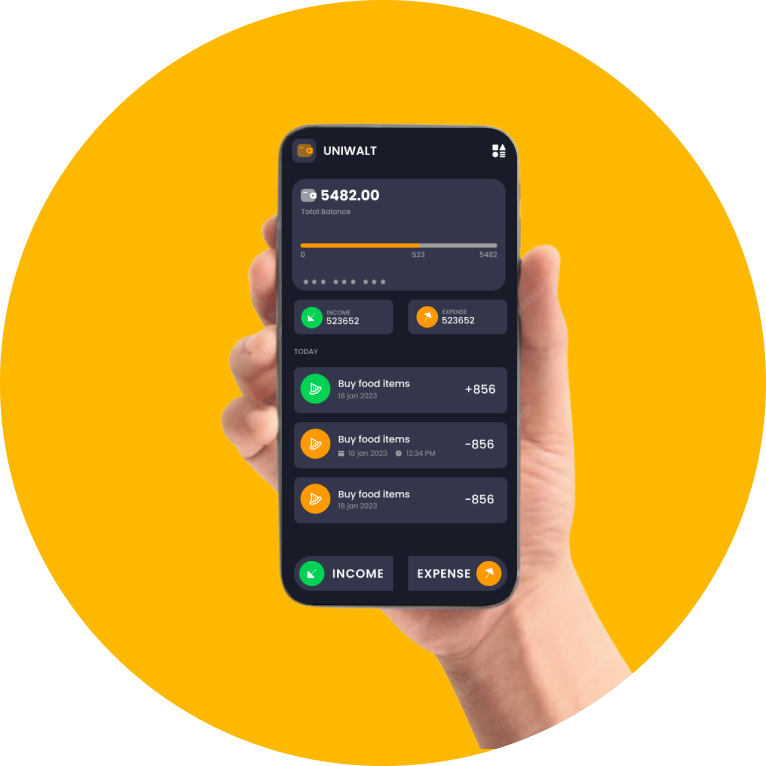 UNIWALT
5482.00
Total Balance
0 523 5482
*** *** ***
INCOME
523652
EXPENSE
523652
TODAY
Buy food items
18 jan 2023
+856
Buy food items
18 jan 2023 12:34 PM
-856
Buy food items
18 jan 2023
-856
INCOME
EXPENSE